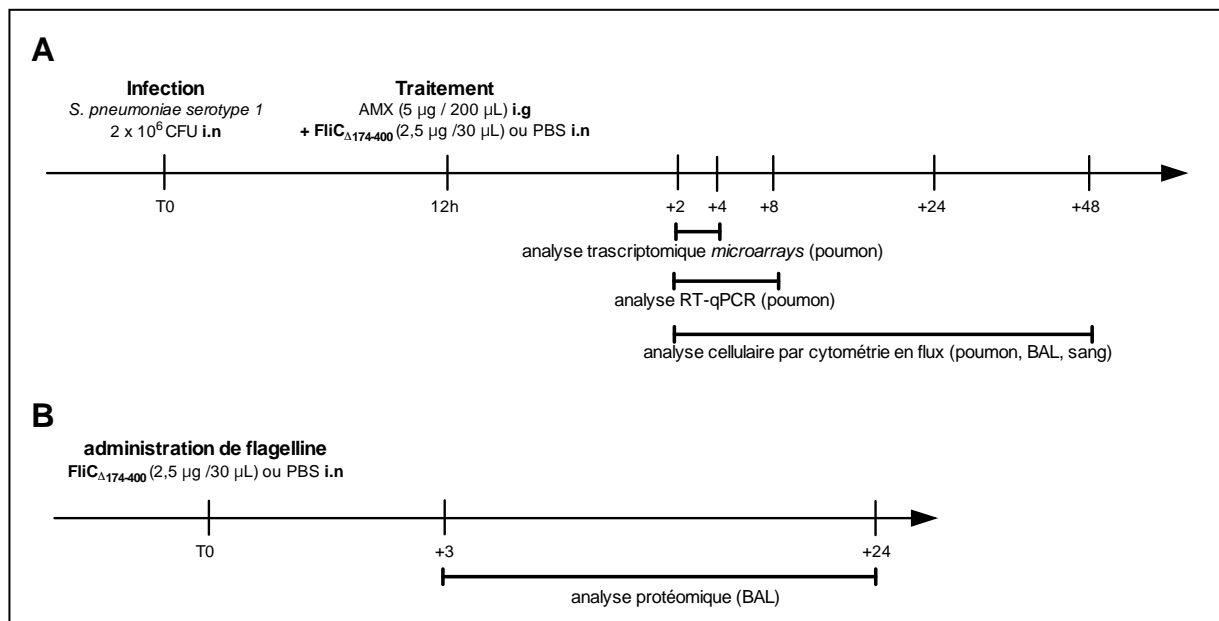 A
Infection
S. pneumoniae serotype 1
2 x 10⁶ CFU i.n
Traitement
AMX (5 µg / 200 µL) i.g
+ FliC∆174-400 (2,5 µg /30 µL) ou PBS i.n
T0
12h
+2
+4
+8
+24
+48
analyse trascriptomique microarrays (poumon)
analyse RT-qPCR (poumon)
analyse cellulaire par cytométrie en flux (poumon, BAL, sang)
B
administration de flagelline
FliC∆174-400 (2,5 µg /30 µL) ou PBS i.n
T0
+3
+24
analyse protéomique (BAL)